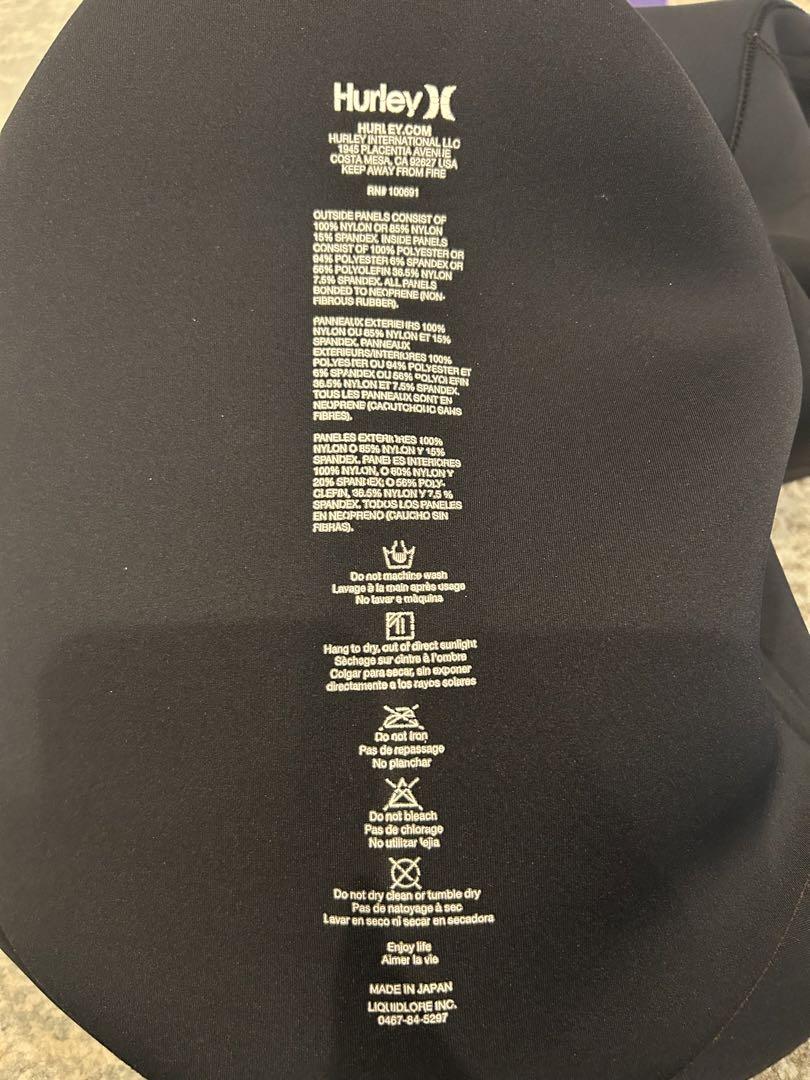 Hurley
HURLEY.COM
HURLEY INTERNATIONAL LLC
1945 PLACENTIA AVENUE
COSTA MESA, CA 92627 USA
KEEP AWAY FROM FIRE
RN# 100691
OUTSIDE PANELS CONSIST OF
100% NYLON OR 85% NYLON
15% SPANDEX. INSIDE PANELS
CONSIST OF 100% POLYESTER OR
94% POLYESTER 6% SPANDEX OR
56% POLYOLEFIN 36.5% NYLON
7.5% SPANDEX. ALL PANELS
BONDED TO NEOPRENE (NON-
FIBROUS RUBBER).
PANNEAUX EXTERIEURS 100%
NYLON OU 85% NYLON ET 15%
SPANDEX. PANNEAUX
EXTERIEURS/INTERIORES 100%
POLYESTER OU 94% POLYESTER ET
6% SPANDEX OU 56% POLYOLEFIN
36.5% NYLON ET 7.5% SPANDEX.
TOUS LES PANNEAUX SONT EN
NEOPRENE (CAOUTCHOUC SANS
FIBRES).
PANELES EXTERIORES 100%
NYLON O 85% NYLON Y 15%
SPANDEX. PANELES INTERIORES
100% NYLON, O 80% NYLON Y
20% SPANDEX; O 56% POLY-
OLEFIN, 36.5% NYLON Y 7.5 %
SPANDEX. TODOS LOS PANELES
EN NEOPRENO (CAUCHO SIN
FIBRAS).
Do not machine wash
Lavage à la main après usage
No lavar a màquina
Hang to dry, out of direct sunlight
Sèchage sur cintre à l'ombre
Colgar para secar, sin exponer
directamente a los rayos solares
Do not iron
Pas de repassage
No planchar
Do not bleach
Pas de chlorage
No utilizar lejia
Do not dry clean or tumble dry
Pas de natoyage à sec
Lavar en seco ni secar en secadora
Enjoy life
Aimer la vie
MADE IN JAPAN
LIQUIDLORE INC.
0467-84-5297